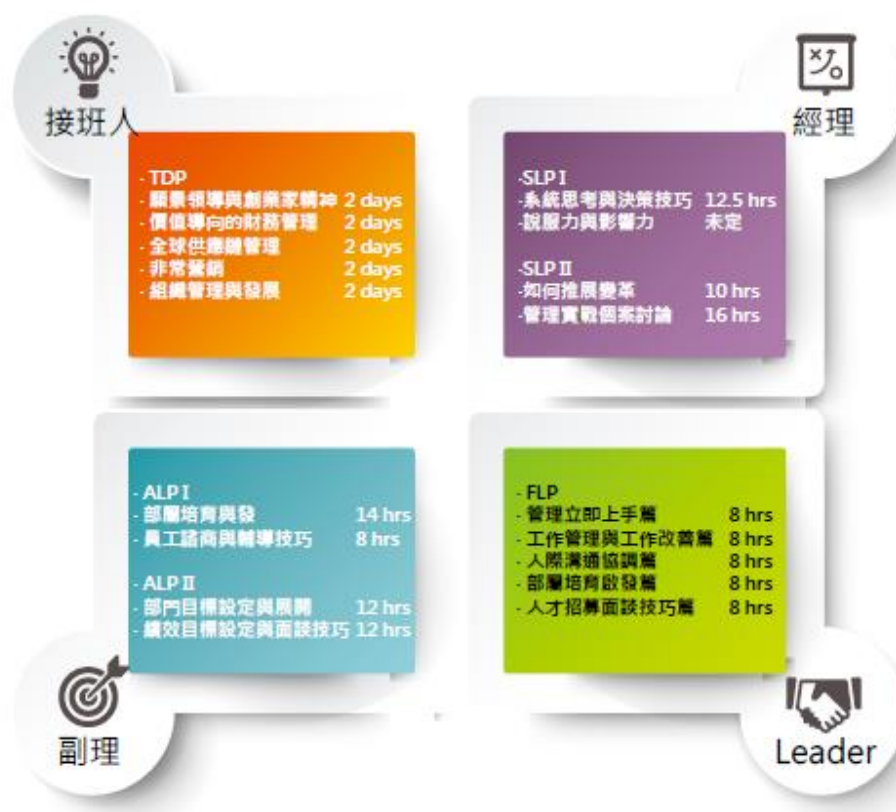 接班人
- TDP
- 願景領導與創業家精神 2 days
- 價值導向的財務管理 2 days
- 全球供應鏈管理 2 days
- 非常營銷 2 days
- 組織管理與發展 2 days
經理
-SLP I
-系統思考與決策技巧 12.5 hrs
-說服力與影響力 未定
-SLP II
-如何推展變革 10 hrs
-管理實戰個案討論 16 hrs
- ALP I
- 部屬培育與發 14 hrs
- 員工諮商與輔導技巧 8 hrs
- ALP II
- 部門目標設定與展開 12 hrs
- 績效目標設定與面談技巧 12 hrs
副理
- FLP
- 管理立即上手篇 8 hrs
- 工作管理與工作改善篇 8 hrs
- 人際溝通協調篇 8 hrs
- 部屬培育啟發篇 8 hrs
- 人才招募面談技巧篇 8 hrs
Leader